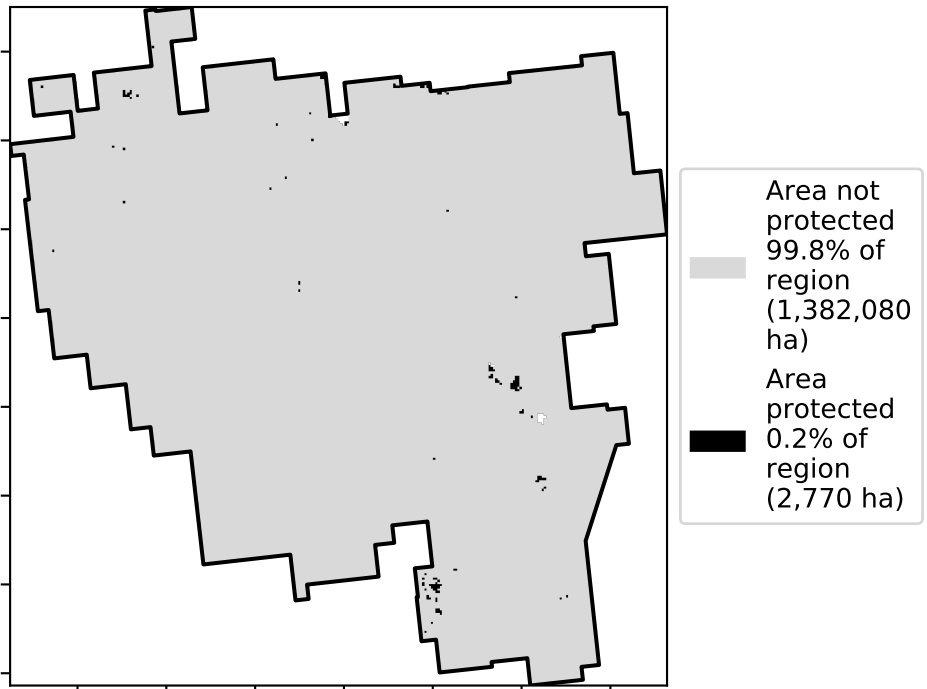 Area not
protected
99.8% of
region
(1,382,080
ha)
Area
protected
0.2% of
region
(2,770 ha)